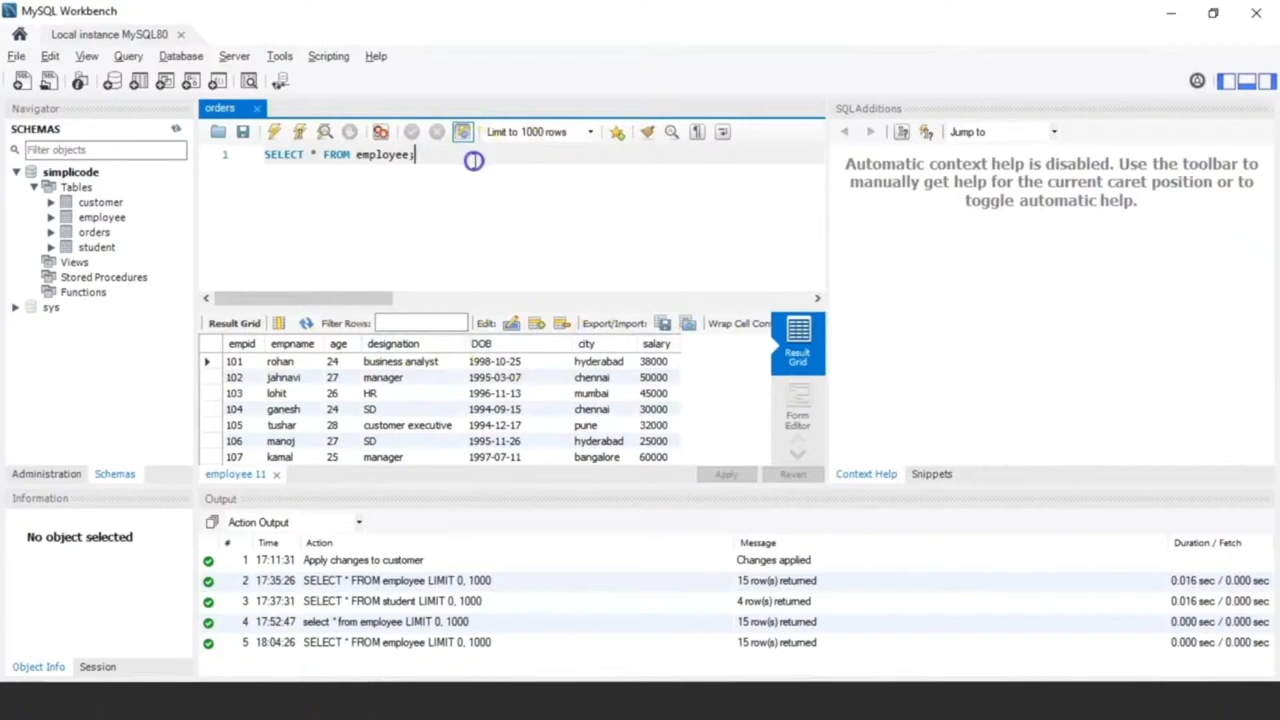 MySQL Workbench
Local instance MySQL80
File Edit View Query Database Server Tools Scripting Help
Navigator
SCHEMAS
Filter objects
simplicode
Tables
customer
employee
orders
student
Views
Stored Procedures
Functions
sys
Administration Schemas
Information
No object selected
Object Info Session
orders
Limit to 1000 rows
1 SELECT * FROM employee;
Result Grid Filter Rows: Edit: Export/Import: Wrap Cell Con
empid empname age designation DOB city salary
101 rohan 24 business analyst 1998-10-25 hyderabad 38000
102 jahnavi 27 manager 1995-03-07 chennai 50000
103 lohit 26 HR 1996-11-13 mumbai 45000
104 ganesh 24 SD 1994-09-15 chennai 30000
105 tushar 28 customer executive 1994-12-17 pune 32000
106 manoj 27 SD 1995-11-26 hyderabad 25000
107 kamal 25 manager 1997-07-11 bangalore 60000
Result
Grid
Form
Editor
employee 11 Apply Revert
SQLAdditions
Jump to
Automatic context help is disabled. Use the toolbar to
manually get help for the current caret position or to
toggle automatic help.
Context Help Snippets
Output
Action Output
# Time Action Message Duration / Fetch
1 17:11:31 Apply changes to customer Changes applied
2 17:35:26 SELECT * FROM employee LIMIT 0, 1000 15 row(s) returned 0.016 sec / 0.000 sec
3 17:37:31 SELECT * FROM student LIMIT 0, 1000 4 row(s) returned 0.016 sec / 0.000 sec
4 17:52:47 select * from employee LIMIT 0, 1000 15 row(s) returned 0.000 sec / 0.000 sec
5 18:04:26 SELECT * FROM employee LIMIT 0, 1000 15 row(s) returned 0.000 sec / 0.000 sec